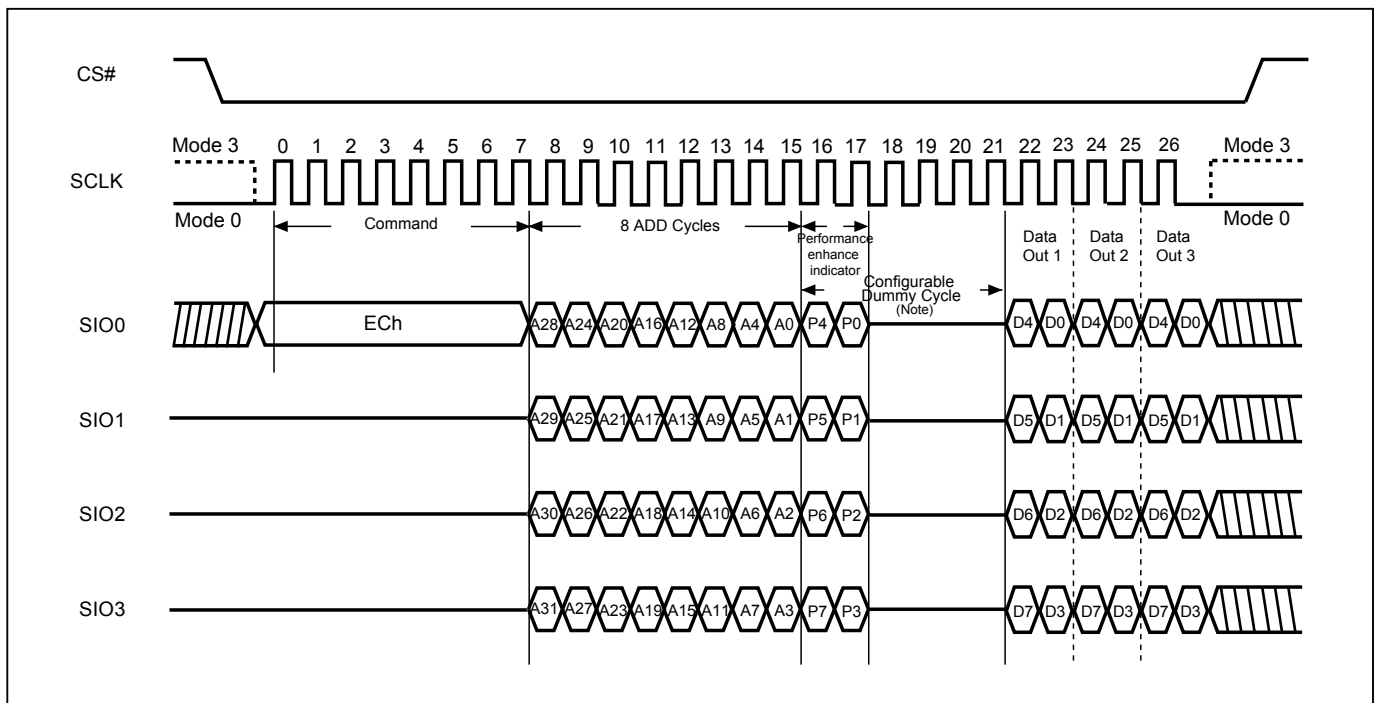 CS#
Mode 3 0 1 2 3 4 5 6 7 8 9 10 11 12 13 14 15 16 17 18 19 20 21 22 23 24 25 26 Mode 3
SCLK
Mode 0 Mode 0
Command 8 ADD Cycles
Performance
enhance
indicator
Data
Out 1
Data
Out 2
Data
Out 3
Configurable
Dummy Cycle
(Note)
SIO0 ECh A28 A24 A20 A16 A12 A8 A4 A0 P4 P0 D4 D0 D4 D0 D4 D0
SIO1 A29 A25 A21 A17 A13 A9 A5 A1 P5 P1 D5 D1 D5 D1 D5 D1
SIO2 A30 A26 A22 A18 A14 A10 A6 A2 P6 P2 D6 D2 D6 D2 D6 D2
SIO3 A31 A27 A23 A19 A15 A11 A7 A3 P7 P3 D7 D3 D7 D3 D7 D3